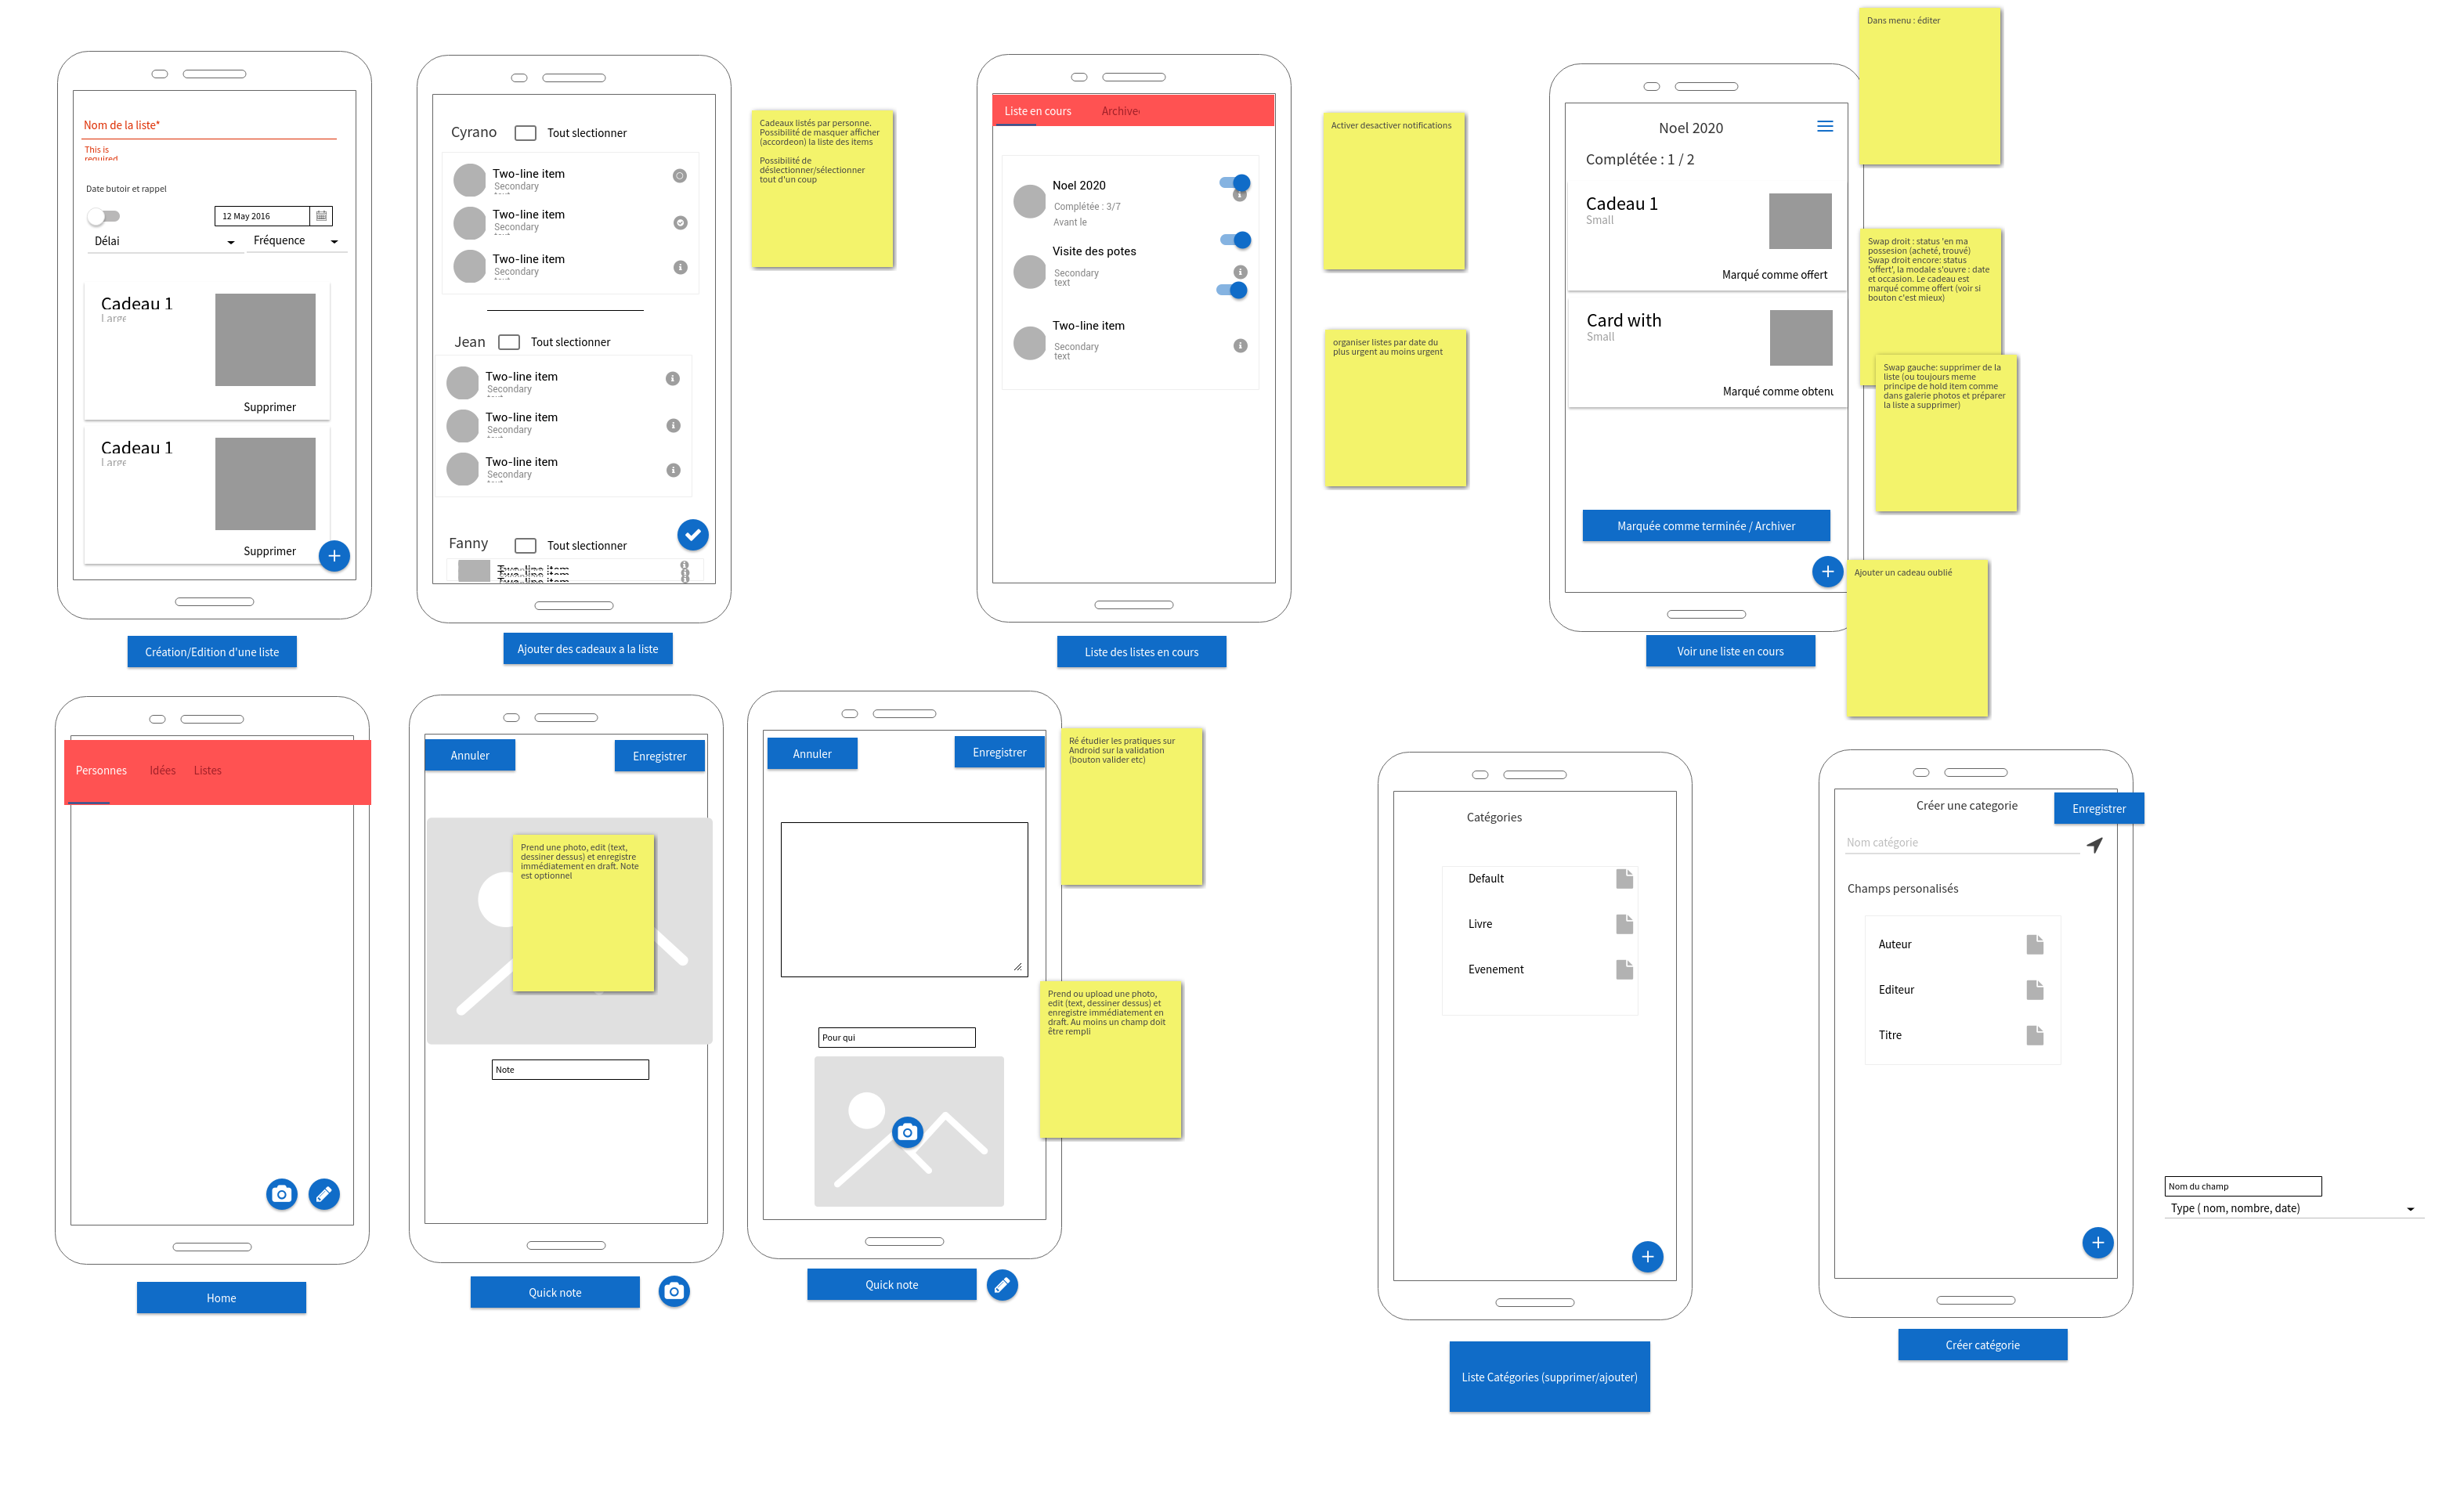 Nom de la liste*
This is
required
Date butoir et rappel
12 May 2016
Délai
Fréquence
Cadeau 1
Large
Supprimer
Cadeau 1
Large
Supprimer
Création/Edition d'une liste
Cyrano
Tout slectionner
Two-line item
Secondary
text
Two-line item
Secondary
text
Two-line item
Secondary
text
Jean
Tout slectionner
Two-line item
Secondary
text
Two-line item
Secondary
text
Two-line item
Secondary
text
Fanny
Tout slectionner
Two-line item
Two-line item
Two-line item
Ajouter des cadeaux a la liste
Cadeaux listés par personne.
Possibilité de masquer afficher
(accordeon) la liste des items
Possibilité de
déslectionner/sélectionner
tout d'un coup
Liste en cours
Archive
Noel 2020
Complétée : 3/7
Avant le
Visite des potes
Secondary
text
Two-line item
Secondary
text
Liste des listes en cours
Activer desactiver notifications
organiser listes par date du
plus urgent au moins urgent
Noel 2020
Complétée : 1 / 2
Cadeau 1
Small
Marqué comme offert
Card with
Small
Marqué comme obtenu
Marquée comme terminée / Archiver
Voir une liste en cours
Dans menu : éditer
Swap droit : status 'en ma
possesion (acheté, trouvé)
Swap droit encore: status
'offert', la modale s'ouvre : date
et occasion. Le cadeau est
marqué comme offert (voir si
bouton c'est mieux)
Swap gauche: supprimer de la
liste (ou toujours meme
principe de hold item comme
dans galerie photos et préparer
la liste a supprimer)
Ajouter un cadeau oublié
Personnes
Idées
Listes
Home
Annuler
Enregistrer
Prend une photo, edit (text,
dessiner dessus) et enregistre
immédiatement en draft. Note
est optionnel
Note
Quick note
Annuler
Enregistrer
Pour qui
Quick note
Ré étudier les pratiques sur
Android sur la validation
(bouton valider etc)
Prend ou upload une photo,
edit (text, dessiner dessus) et
enregistre immédiatement en
draft. Au moins un champ doit
être rempli
Catégories
Default
Livre
Evenement
Liste Catégories (supprimer/ajouter)
Créer une categorie
Enregistrer
Nom catégorie
Champs personalisés
Auteur
Editeur
Titre
Créer catégorie
Nom du champ
Type ( nom, nombre, date)